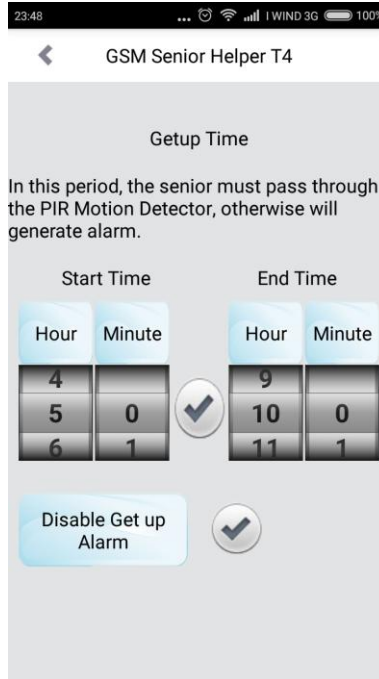 23:48 ... I WIND 3G 100%
GSM Senior Helper T4
Getup Time
In this period, the senior must pass through
the PIR Motion Detector, otherwise will
generate alarm.
Start Time End Time
Hour Minute Hour Minute
4 9
5 0 10 0
6 1 11 1
Disable Get up
Alarm